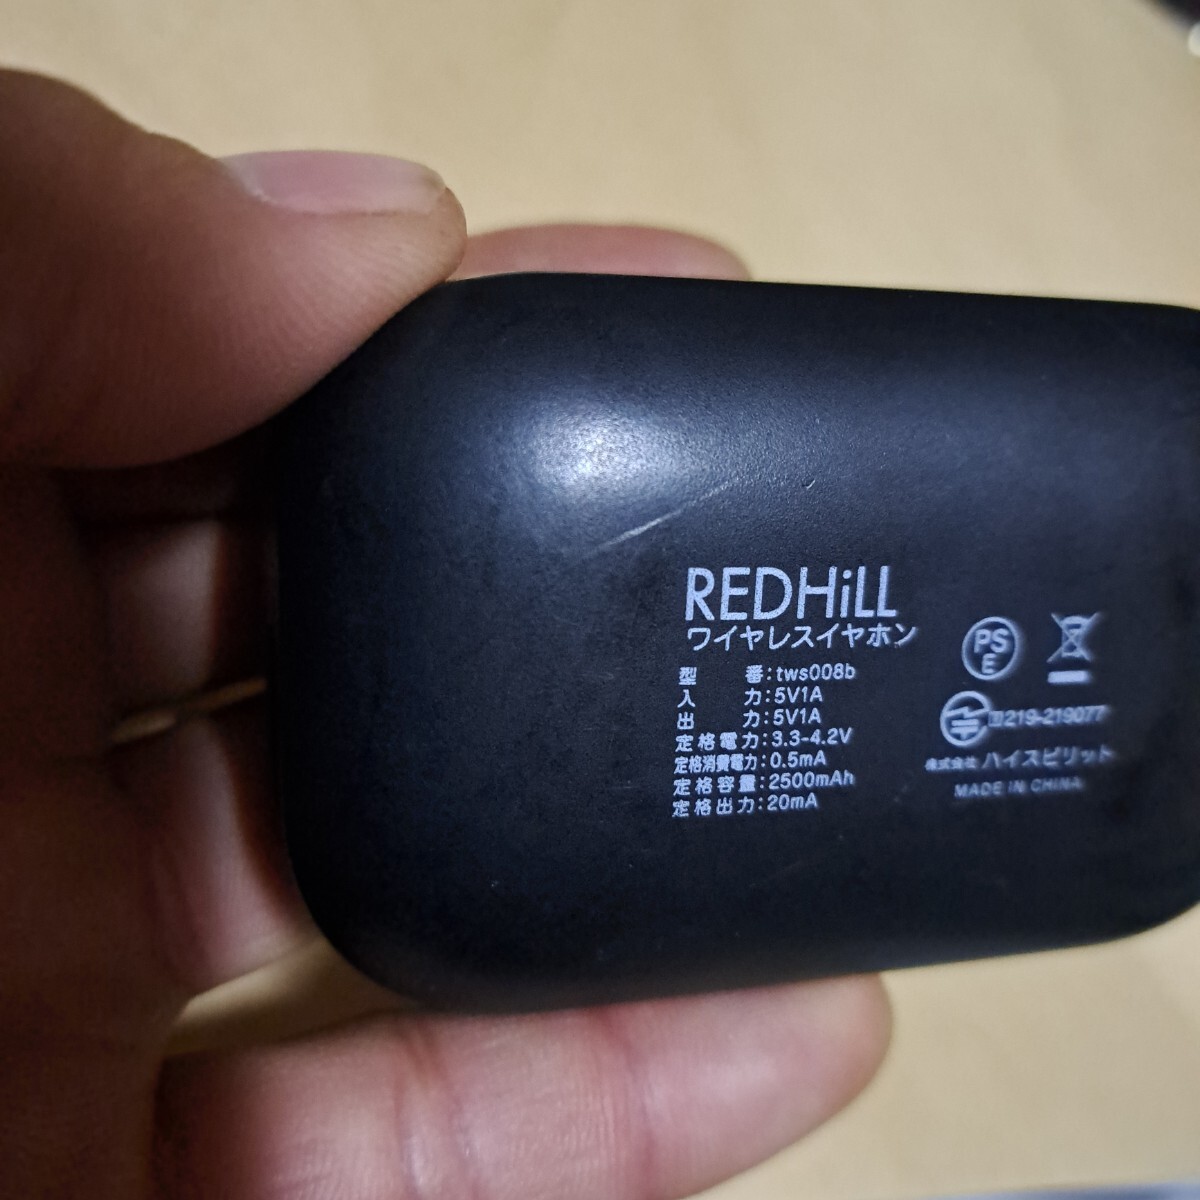 REDHiLL
ワイヤレスイヤホン
型 番:tws008b
入 力:5V1A
出 力:5V1A
定格電力:3.3-4.2V
定格消費電力:0.5mA
定格容量:2500mAh
定格出力:20mA
PS
E
219-219077
株式会社 ハイスピリット
MADE IN CHINA